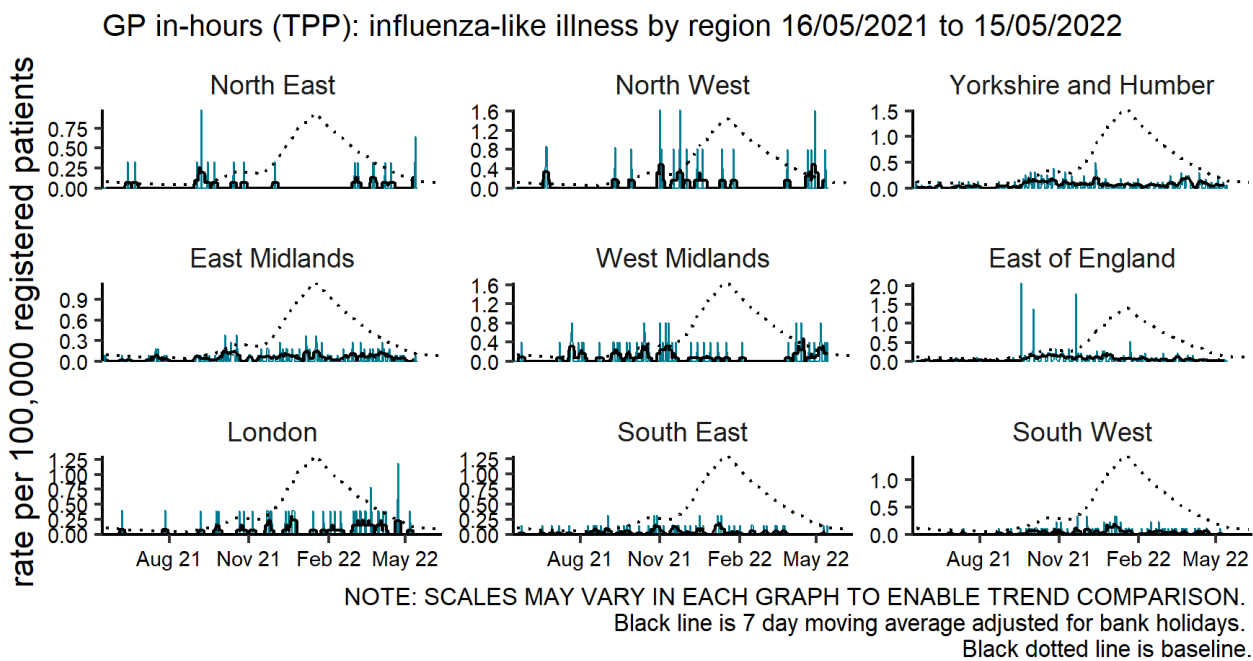 GP in-hours (TPP): influenza-like illness by region 16/05/2021 to 15/05/2022
rate per 100,000 registered patients
North East
0.75
0.50
0.25
0.00
North West
1.6
1.2
0.8
0.4
0.0
Yorkshire and Humber
1.5
1.0
0.5
0.0
East Midlands
0.9
0.6
0.3
0.0
West Midlands
1.6
1.2
0.8
0.4
0.0
East of England
2.0
1.5
1.0
0.5
0.0
London
1.25
1.00
0.75
0.50
0.25
0.00
South East
1.25
1.00
0.75
0.50
0.25
0.00
South West
1.0
0.5
0.0
Aug 21 Nov 21 Feb 22 May 22
Aug 21 Nov 21 Feb 22 May 22
Aug 21 Nov 21 Feb 22 May 22
NOTE: SCALES MAY VARY IN EACH GRAPH TO ENABLE TREND COMPARISON.
Black line is 7 day moving average adjusted for bank holidays.
Black dotted line is baseline.